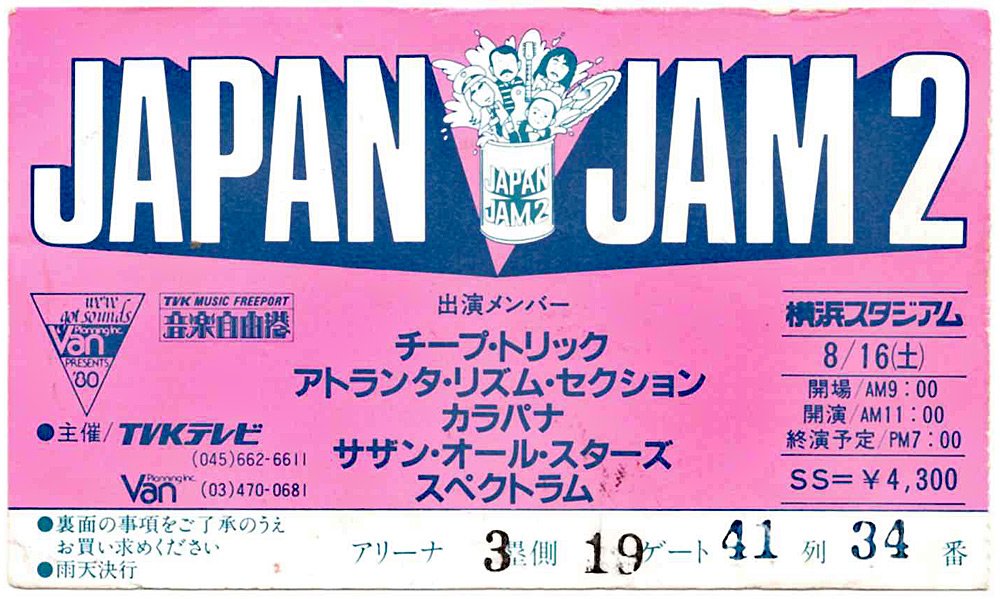 JAPAN JAM 2
JAPAN
JAM 2
we've
got sounds
Planning Inc.
Van
PRESENTS
'80
TVK MUSIC FREEPORT
音楽自由港
●主催/TVKテレビ
(045)662-6611
Planning Inc.
Van (03)470-0681
出演メンバー
チープ・トリック
アトランタ・リズム・セクション
カラパナ
サザン・オール・スターズ
スペクトラム
横浜スタジアム
8/16(土)
開場/AM9:00
開演/AM11:00
終演予定/PM7:00
SS=¥4,300
●裏面の事項をご了承のうえ
お買い求めください
●雨天決行
アリーナ 3塁側 19ゲート 41列 34番